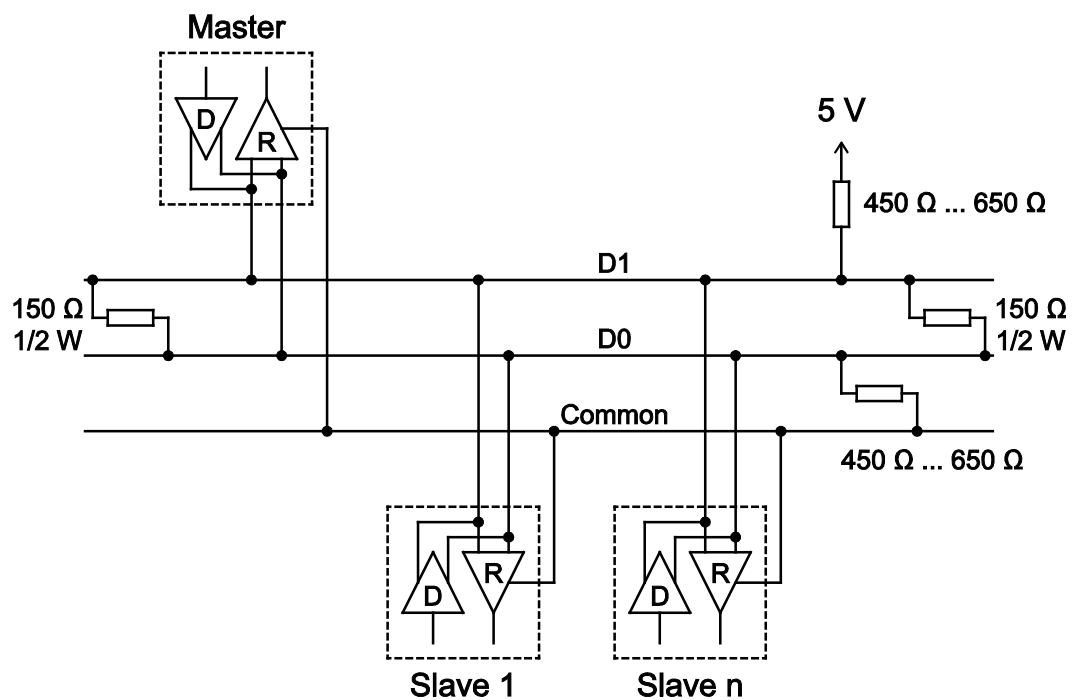 Master
D
R
5 V
450 Ω ... 650 Ω
D1
150 Ω
1/2 W
150 Ω
1/2 W
D0
Common
450 Ω ... 650 Ω
D
R
D
R
Slave 1
Slave n